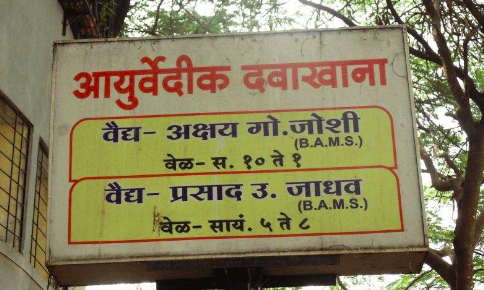 आयुर्वेदीक दवाखाना
वैद्य- अक्षय गो.जोशी
(B.A.M.S.)
वेळ- स. १० ते १
वैद्य- प्रसाद उ. जाधव
(B.A.M.S.)
वेळ- सायं. ५ ते ८